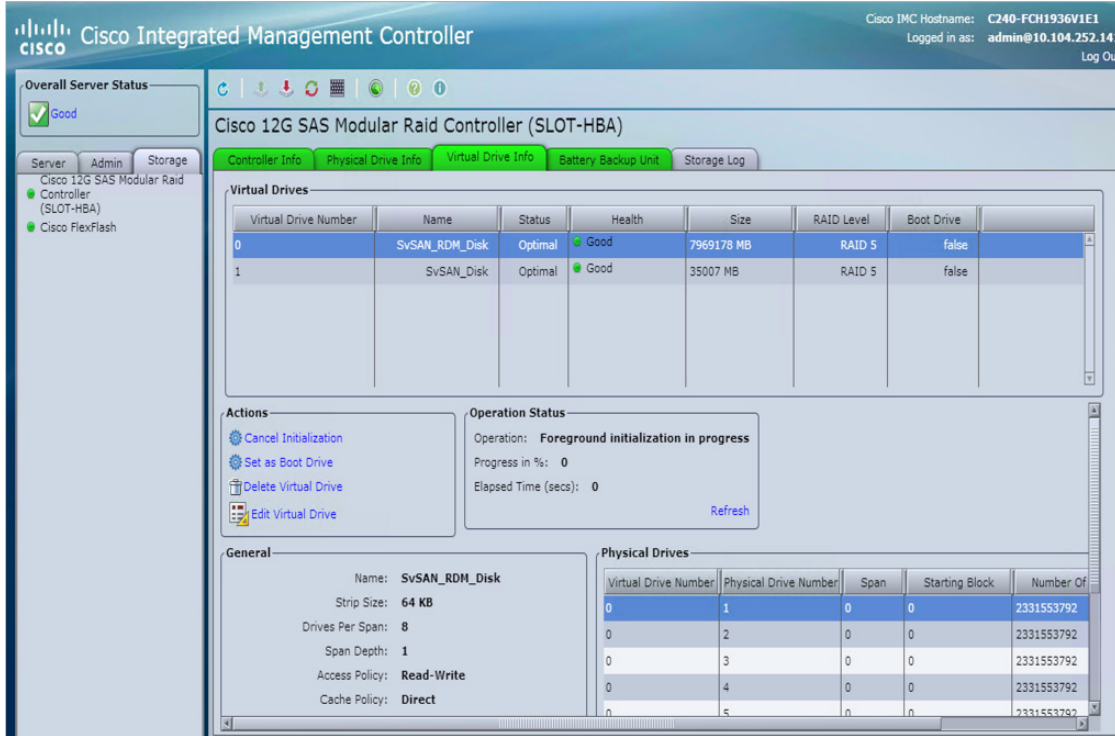 Cisco IMC Hostname: C240-FCH1936V1E1
CISCO Cisco Integrated Management Controller
Logged in as: admin@10.104.252.14
Log Ou
Overall Server Status
Good
Cisco 12G SAS Modular Raid Controller (SLOT-HBA)
Server Admin Storage
Controller Info Physical Drive Info Virtual Drive Info Battery Backup Unit Storage Log
Cisco 12G SAS Modular Raid
Controller
(SLOT-HBA)
Cisco FlexFlash
Virtual Drives
Virtual Drive Number Name Status Health Size RAID Level Boot Drive
0 SvSAN_RDM_Disk Optimal Good 7969178 MB RAID 5 false
1 SvSAN_Disk Optimal Good 35007 MB RAID 5 false
Actions
Cancel Initialization
Set as Boot Drive
Delete Virtual Drive
Edit Virtual Drive
Operation Status
Operation: Foreground initialization in progress
Progress in %: 0
Elapsed Time (secs): 0
Refresh
General
Name: SvSAN_RDM_Disk
Strip Size: 64 KB
Drives Per Span: 8
Span Depth: 1
Access Policy: Read-Write
Cache Policy: Direct
Physical Drives
Virtual Drive Number Physical Drive Number Span Starting Block Number Of
0 1 0 0 2331553792
0 2 0 0 2331553792
0 3 0 0 2331553792
0 4 0 0 2331553792
0 5 0 0 2331553792